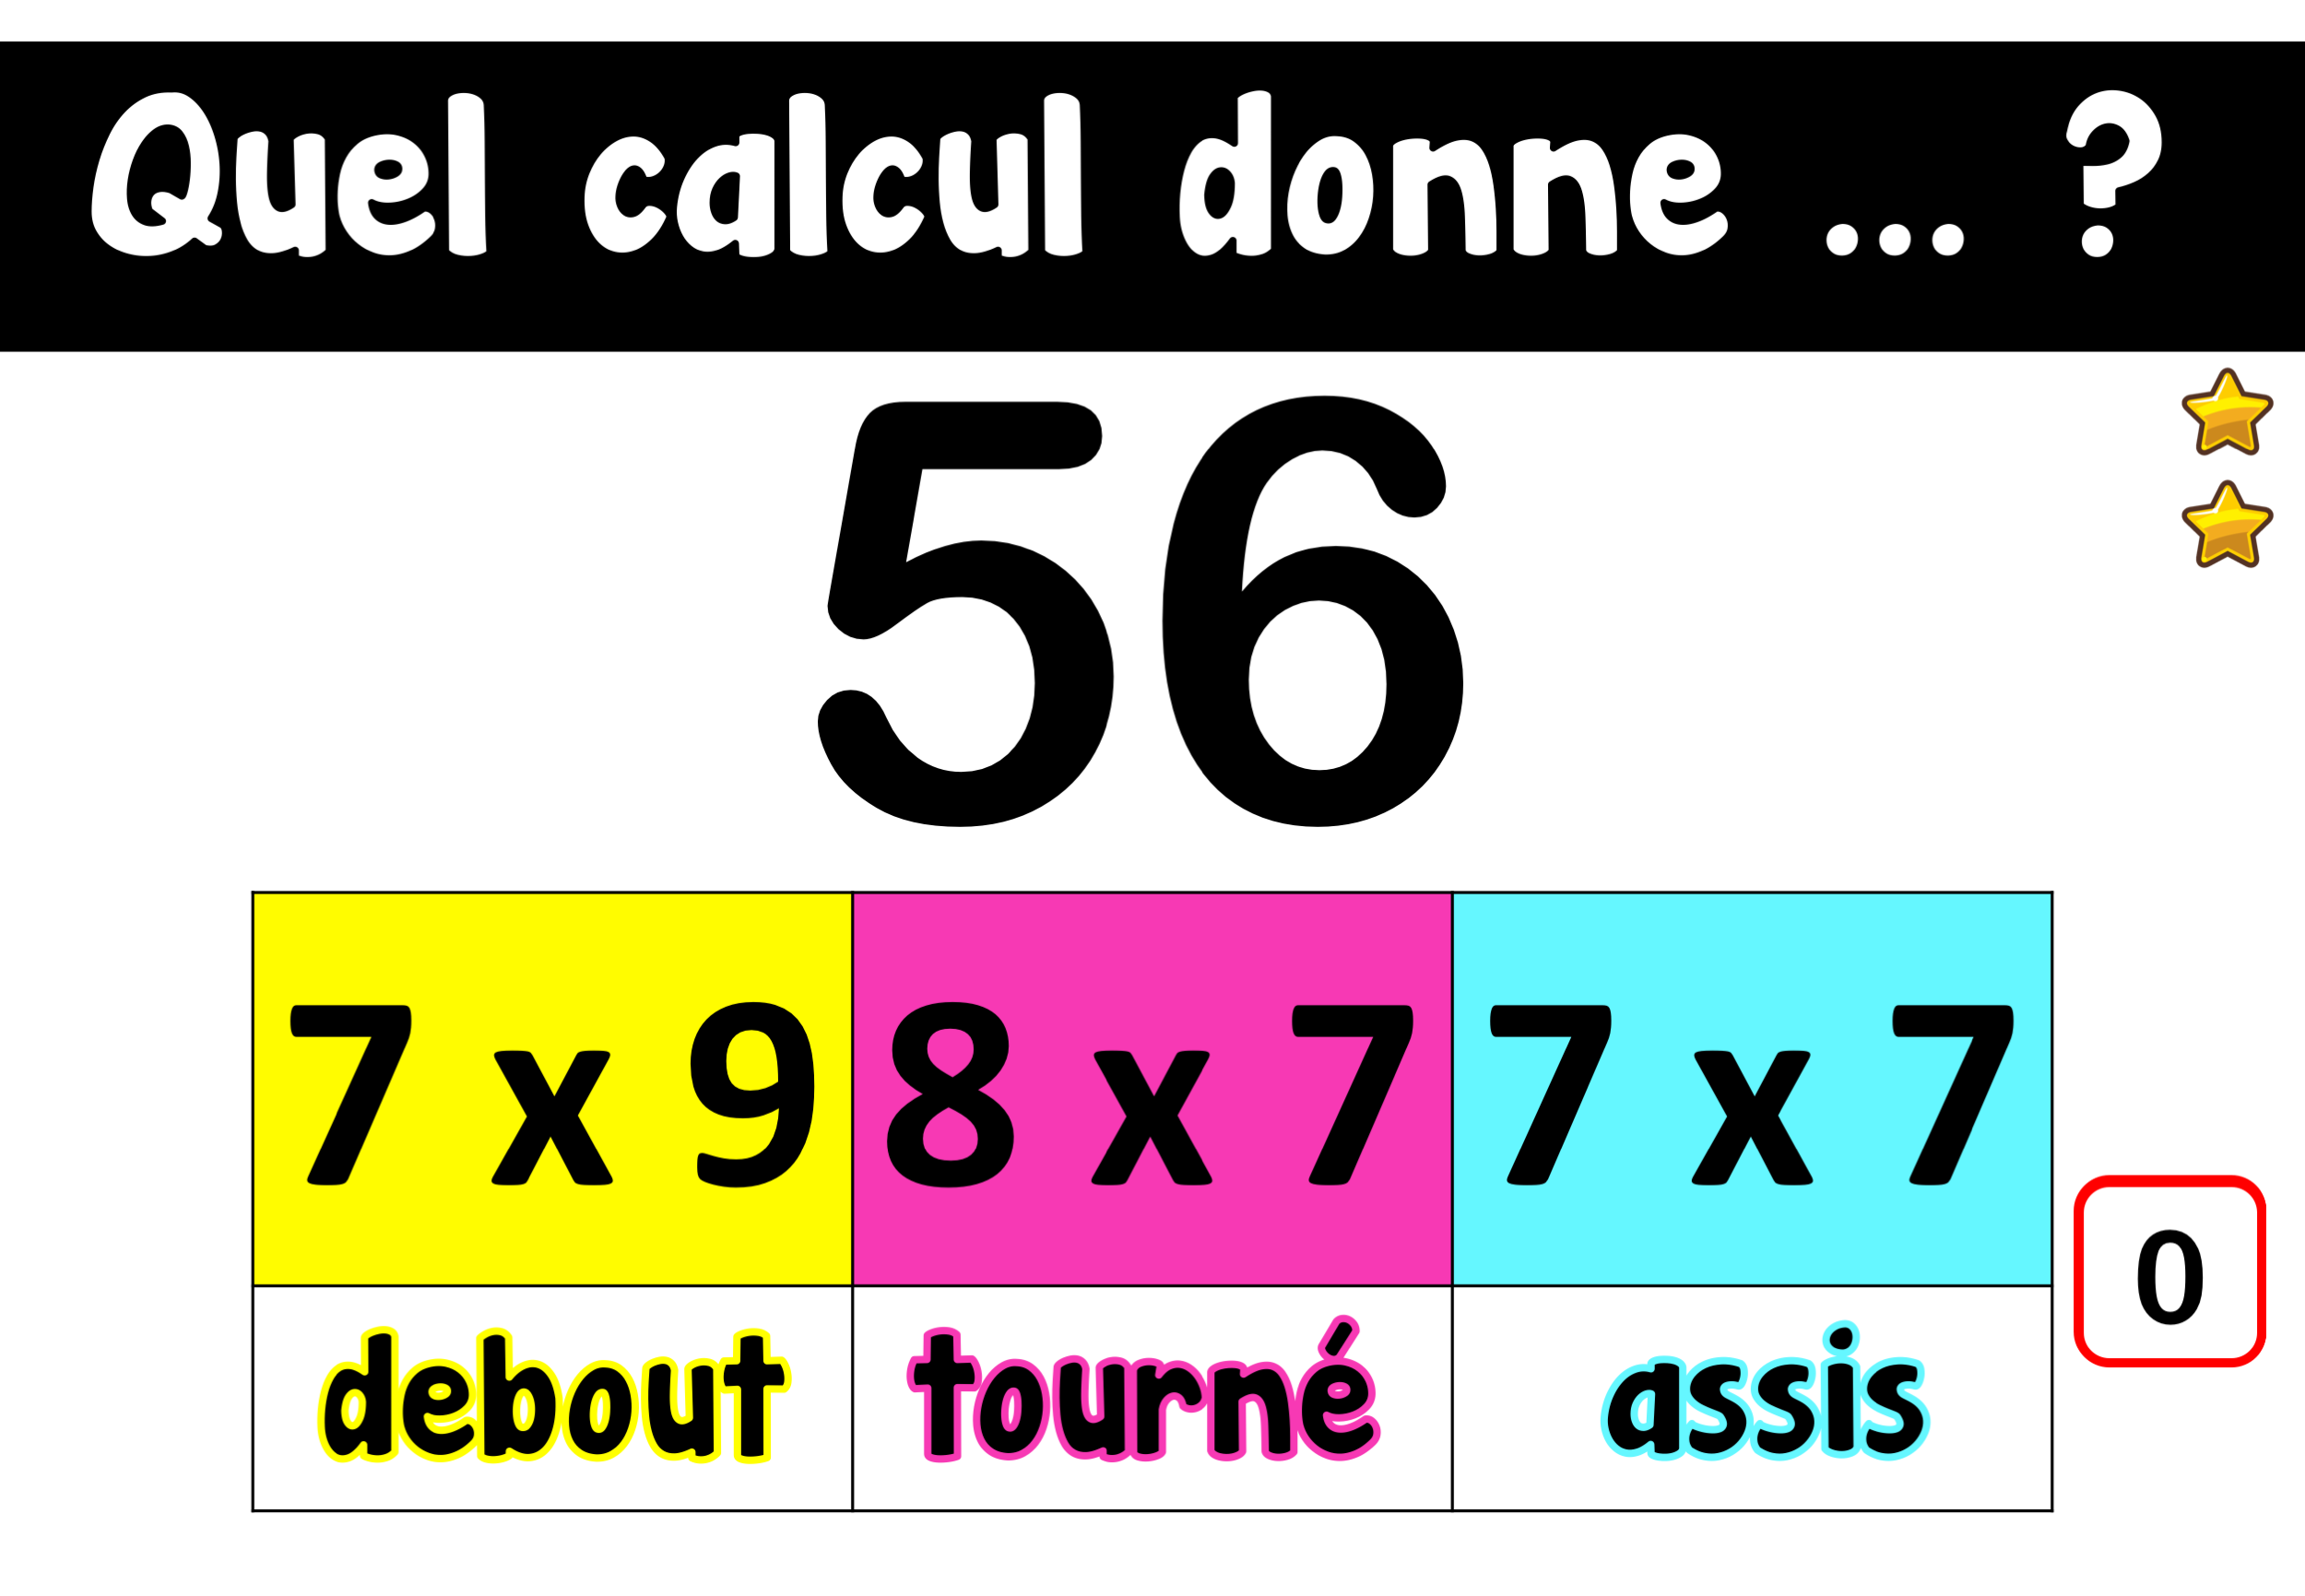 Quel calcul donne ... ?
56
7 x 9 8 x 7 7 x 7
0
debout tourné assis